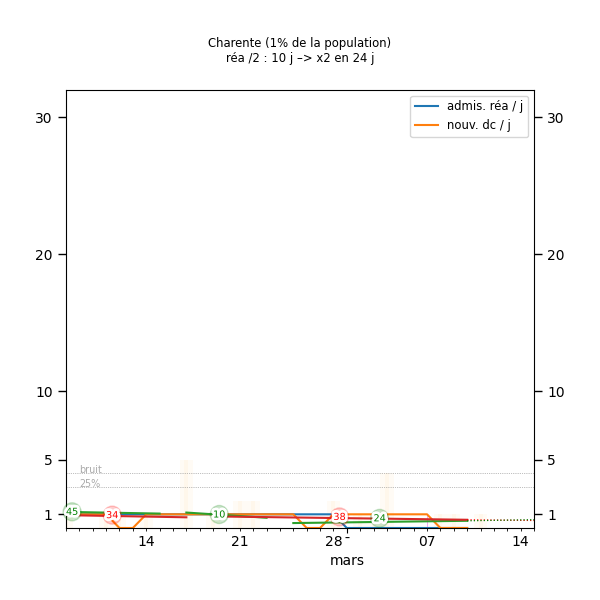 Charente (1% de la population)
réa /2 : 10 j –> x2 en 24 j
admis. réa / j
nouv. dc / j
30 30
20 20
10 10
5 5
bruit
25%
1 1
45 34 10 38 24
14 21 28 07 14
mars